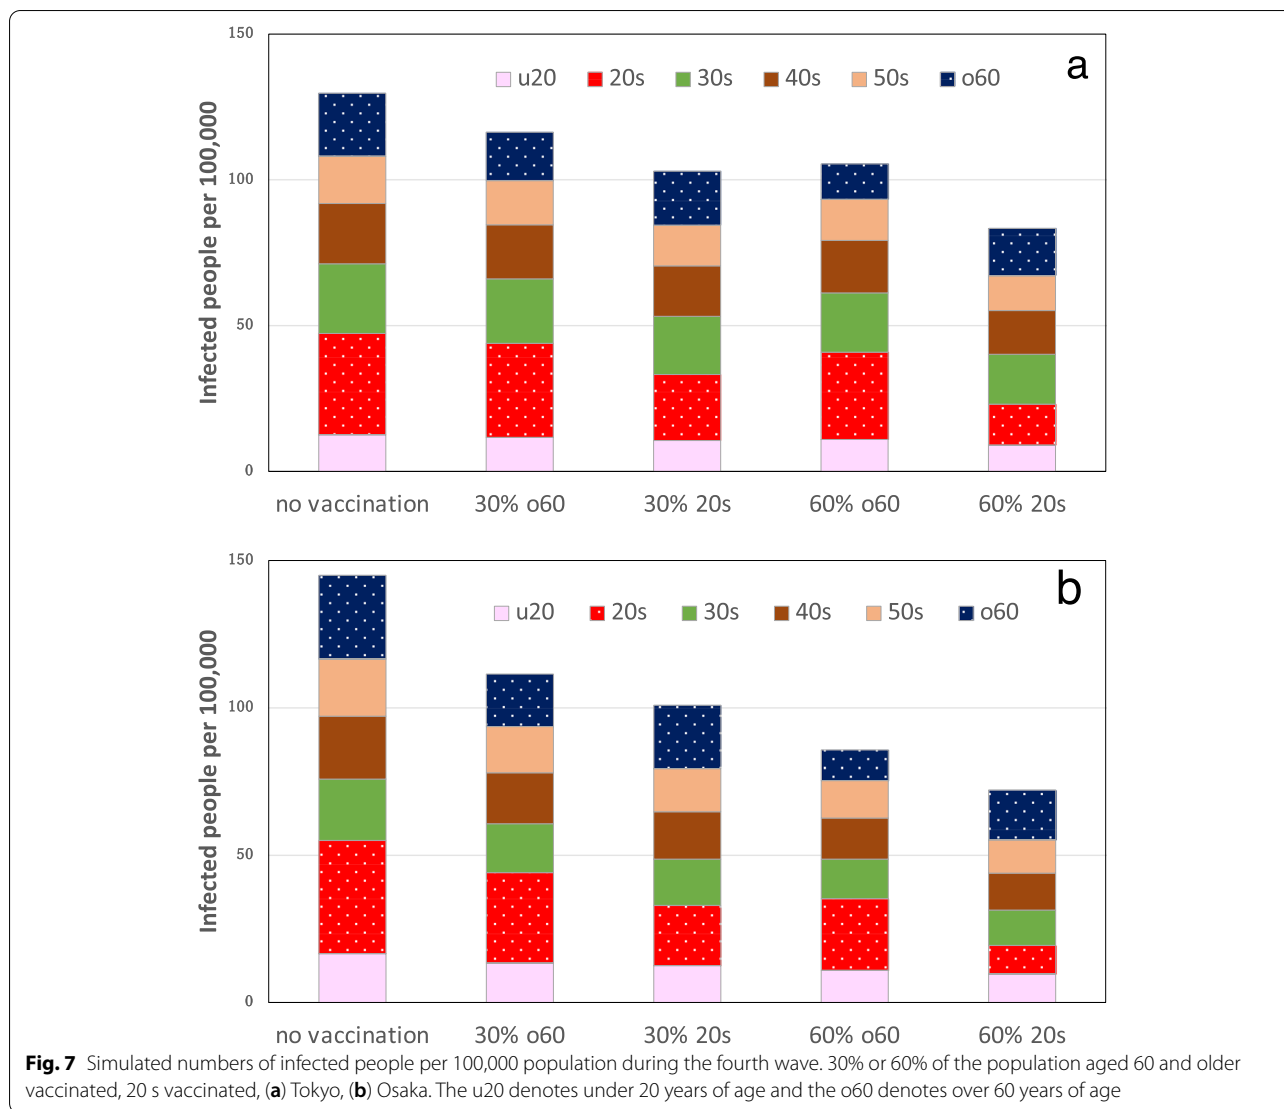 150
a
u20 20s 30s 40s 50s o60
Infected people per 100,000
100
50
0
no vaccination 30% o60 30% 20s 60% o60 60% 20s
150
b
u20 20s 30s 40s 50s o60
Infected people per 100,000
100
50
0
no vaccination 30% o60 30% 20s 60% o60 60% 20s
Fig. 7 Simulated numbers of infected people per 100,000 population during the fourth wave. 30% or 60% of the population aged 60 and older
vaccinated, 20 s vaccinated, (a) Tokyo, (b) Osaka. The u20 denotes under 20 years of age and the o60 denotes over 60 years of age